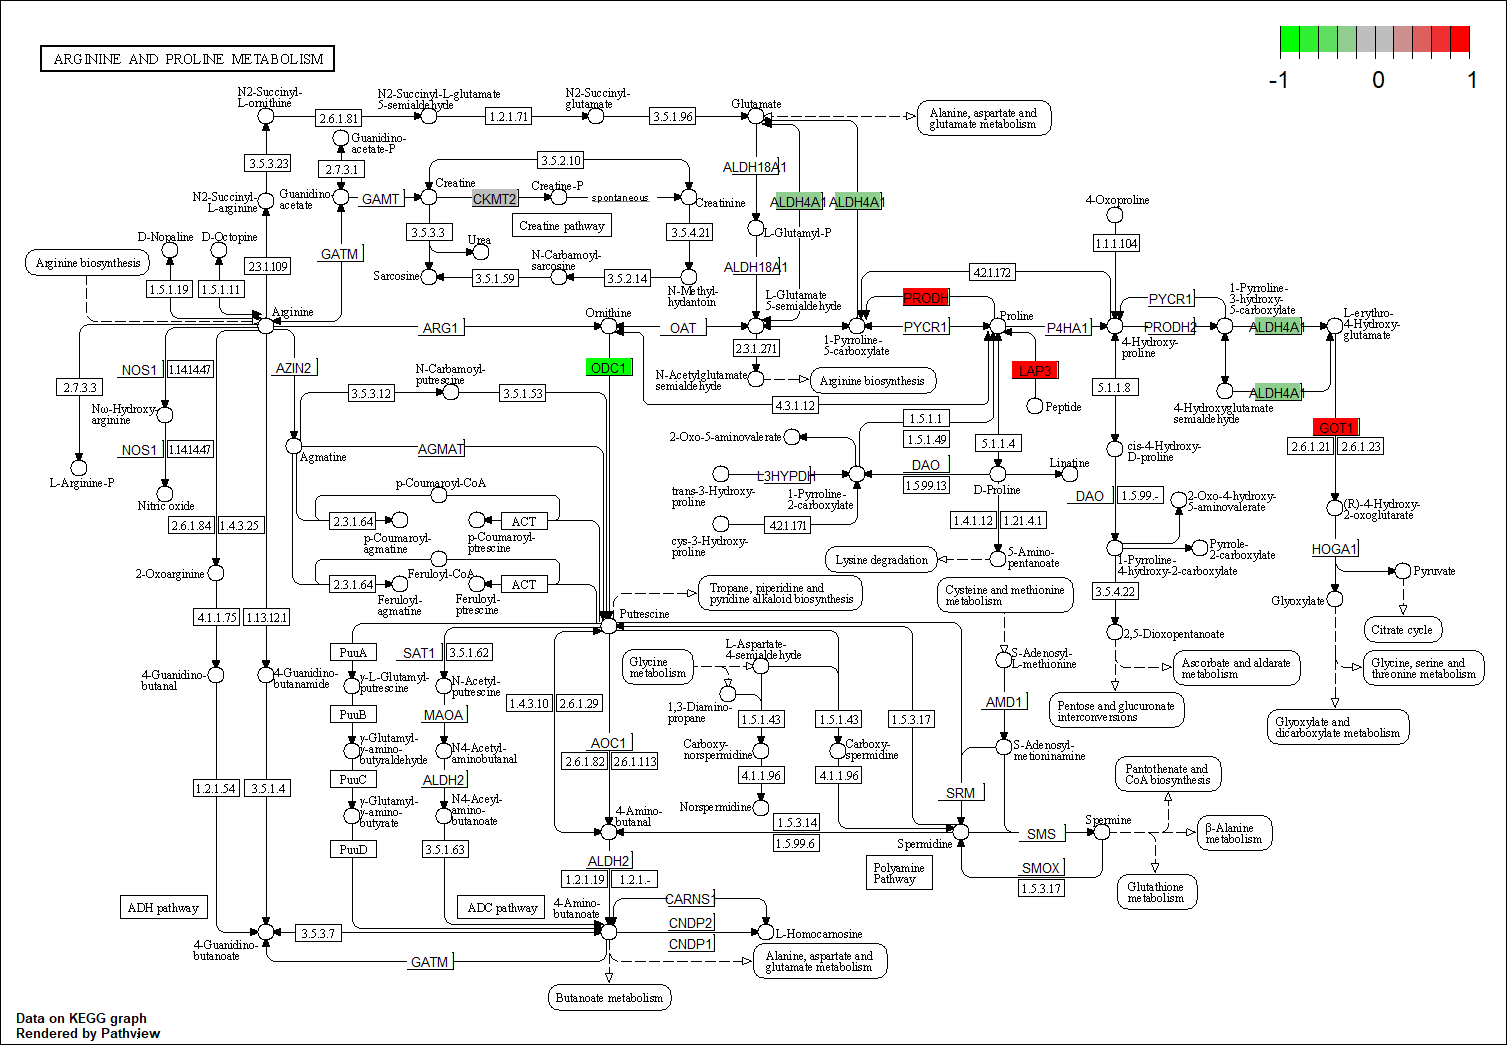 ARGININE AND PROLINE METABOLISM
-1
0
1
N2-Succinyl-
L-ornithine
2.6.1.81
N2-Succinyl-L-glutamate
5-semialdehyde
1.2.1.71
N2-Succinyl-
glutamate
3.5.1.96
Glutamate
Alanine, aspartate and
glutamate metabolism
Guanidino-
acetate-P
3.5.3.23
2.7.3.1
3.5.2.10
ALDH18A1
N2-Succinyl-
L-arginine
Guanidino-
acetate
GAMT
Creatine
CKMT2
Creatine-P
spontaneous
Creatinine
ALDH4A1
ALDH4A1
4-Oxoproline
Creatine pathway
3.5.3.3
3.5.4.21
L-Glutamyl-P
1.1.1.104
D-Nopaline
D-Octopine
GATM
Urea
Arginine biosynthesis
2.3.1.109
Sarcosine
3.5.1.59
N-Carbamoyl-
sarcosine
3.5.2.14
N-Methyl-
hydantoin
ALDH18A1
4.2.1.172
1.5.1.19
1.5.1.11
L-Glutamate
5-semialdehyde
PRODH
PYCR1
1-Pyrroline-
3-hydroxy-
5-carboxylate
Arginine
ARG1
Ornithine
OAT
PYCR1
Proline
P4HA1
PRODH2
ALDH4A1
L-erythro-
4-Hydroxy-
glutamate
1-Pyrroline-
5-carboxylate
4-Hydroxy-
proline
2.3.1.271
NOS1
1.14.14.47
AZIN2
ODC1
N-Acetylglutamate
semialdehyde
Arginine biosynthesis
LAP3
2.7.3.3
3.5.3.12
N-Carbamoyl-
putrescine
3.5.1.53
4.3.1.12
Peptide
5.1.1.8
ALDH4A1
4-Hydroxyglutamate
semialdehyde
Nω-Hydroxy-
arginine
1.5.1.1
1.5.1.49
GOT1
2.6.1.21
2.6.1.23
NOS1
1.14.14.47
Agmatine
AGMAT
2-Oxo-5-aminovalerate
5.1.1.4
cis-4-Hydroxy-
D-proline
L-Arginine-P
DAO
1.5.99.13
Linatine
L3HYPDH
trans-3-Hydroxy-
proline
1-Pyrroline-
2-carboxylate
D-Proline
DAO
1.5.99.-
2-Oxo-4-hydroxy-
5-aminovalerate
Nitric oxide
p-Coumaroyl-CoA
(R)-4-Hydroxy-
2-oxoglutarate
2.6.1.84
1.4.3.25
2.3.1.64
ACT
4.2.1.171
1.4.1.12
1.21.4.1
p-Coumaroyl-
agmatine
p-Coumaroyl-
ptrescine
cys-3-Hydroxy-
proline
Lysine degradation
5-Amino-
pentanoate
Pyrrole-
2-carboxylate
HOGA1
1-Pyrroline-
4-hydroxy-2-carboxylate
2-Oxoarginine
Feruloyl-CoA
2.3.1.64
ACT
Feruloyl-
agmatine
Feruloyl-
ptrescine
Tropane, piperidine and
pyridine alkaloid biosynthesis
Cysteine and methionine
metabolism
3.5.4.22
Pyruvate
Glyoxylate
4.1.1.75
1.13.12.1
Putrescine
2,5-Dioxopentanoate
Citrate cycle
PuuA
SAT1
3.5.1.62
Glycine
metabolism
L-Aspartate-
4-semialdehyde
S-Adenosyl-
L-methionine
Ascorbate and aldarate
metabolism
Glycine, serine and
threonine metabolism
4-Guanidino-
butanal
4-Guanidino-
butanamide
γ-L-Glutamyl-
putrescine
N-Acetyl-
putrescine
1.4.3.10
2.6.1.29
1,3-Diamino-
propane
AMD1
Pentose and glucuronate
interconversions
Glyoxylate and
dicarboxylate metabolism
PuuB
MAOA
1.5.1.43
1.5.1.43
1.5.3.17
γ-Glutamyl-
γ-amino-
butyraldehyde
N4-Acetyl-
aminobutanal
AOC1
2.6.1.82
2.6.1.113
Carboxy-
norspermidine
Carboxy-
spermidine
S-Adenosyl-
metioninamine
PuuC
ALDH2
4.1.1.96
4.1.1.96
Pantothenate and
CoA biosynthesis
1.2.1.54
3.5.1.4
γ-Glutamyl-
γ-amino-
butyrate
N4-Aceyl-
amino-
butanoate
Norspermidine
SRM
4-Amino-
butanal
1.5.3.14
1.5.99.6
Spermidine
SMS
Spermine
β-Alanine
metabolism
PuuD
3.5.1.63
ALDH2
1.2.1.19
1.2.1.-
Polyamine
Pathway
SMOX
1.5.3.17
Glutathione
metabolism
ADH pathway
ADC pathway
4-Amino-
butanoate
CARNS1
CNDP2
CNDP1
L-Homocarnosine
4-Guanidino-
butanoate
3.5.3.7
GATM
Alanine, aspartate and
glutamate metabolism
Butanoate metabolism
Data on KEGG graph
Rendered by Pathview